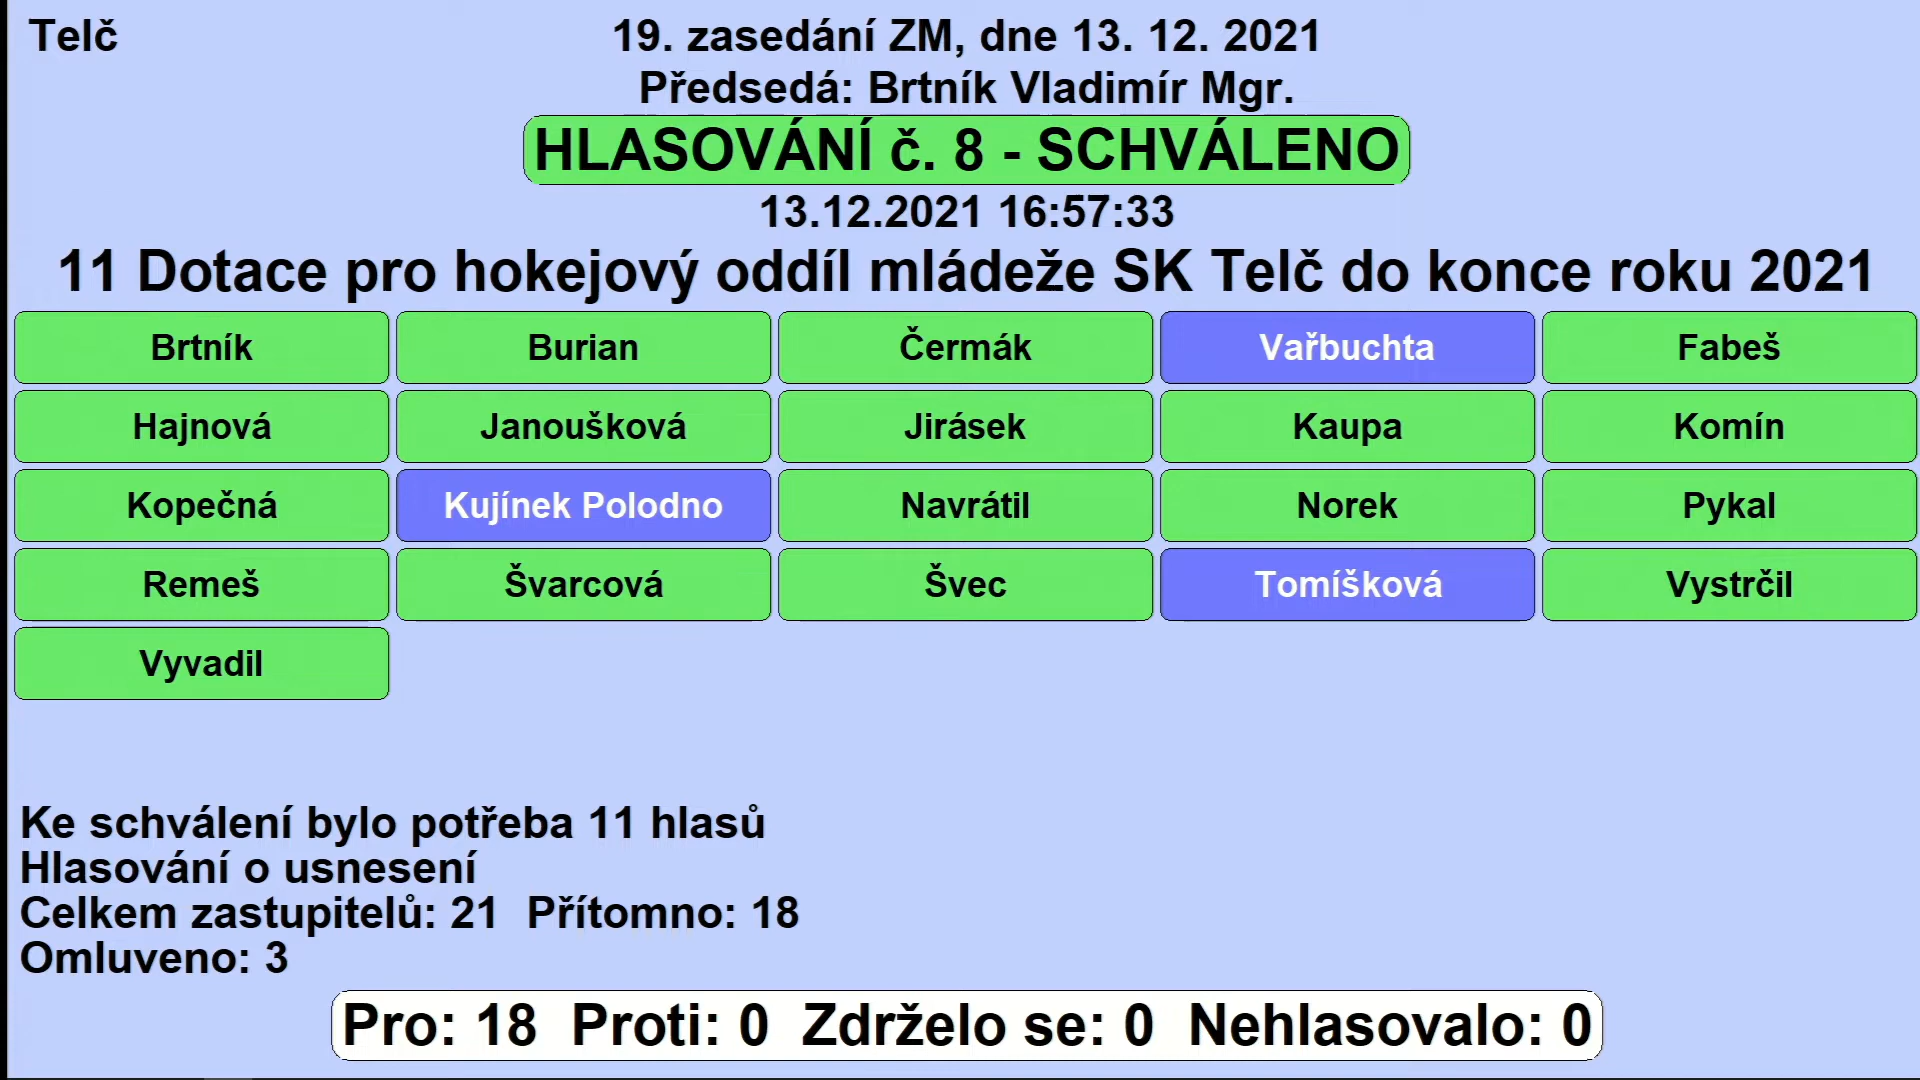 Telč
19. zasedání ZM, dne 13. 12. 2021
Předsedá: Brtník Vladimír Mgr.
HLASOVÁNÍ č. 8 - SCHVÁLENO
13.12.2021 16:57:33
11 Dotace pro hokejový oddíl mládeže SK Telč do konce roku 2021
Brtník Burian Čermák Vařbuchta Fabeš
Hajnová Janoušková Jirásek Kaupa Komín
Kopečná Kujínek Polodno Navrátil Norek Pykal
Remeš Švarcová Švec Tomíšková Vystrčil
Vyvadil
Ke schválení bylo potřeba 11 hlasů
Hlasování o usnesení
Celkem zastupitelů: 21 Přítomno: 18
Omluveno: 3
Pro: 18 Proti: 0 Zdrželo se: 0 Nehlasovalo: 0